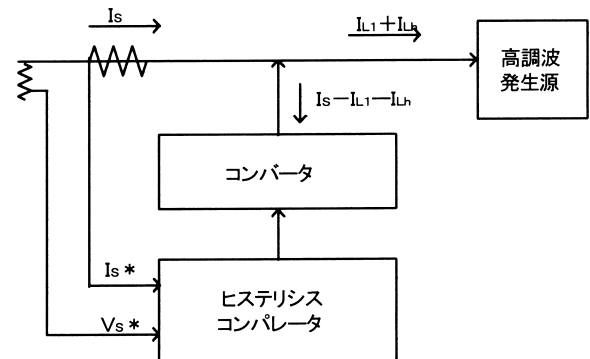 Is
IL1+ILh
高調波
発生源
Is−IL1−ILh
コンバータ
Is*
ヒステリシス
コンパレータ
Vs*